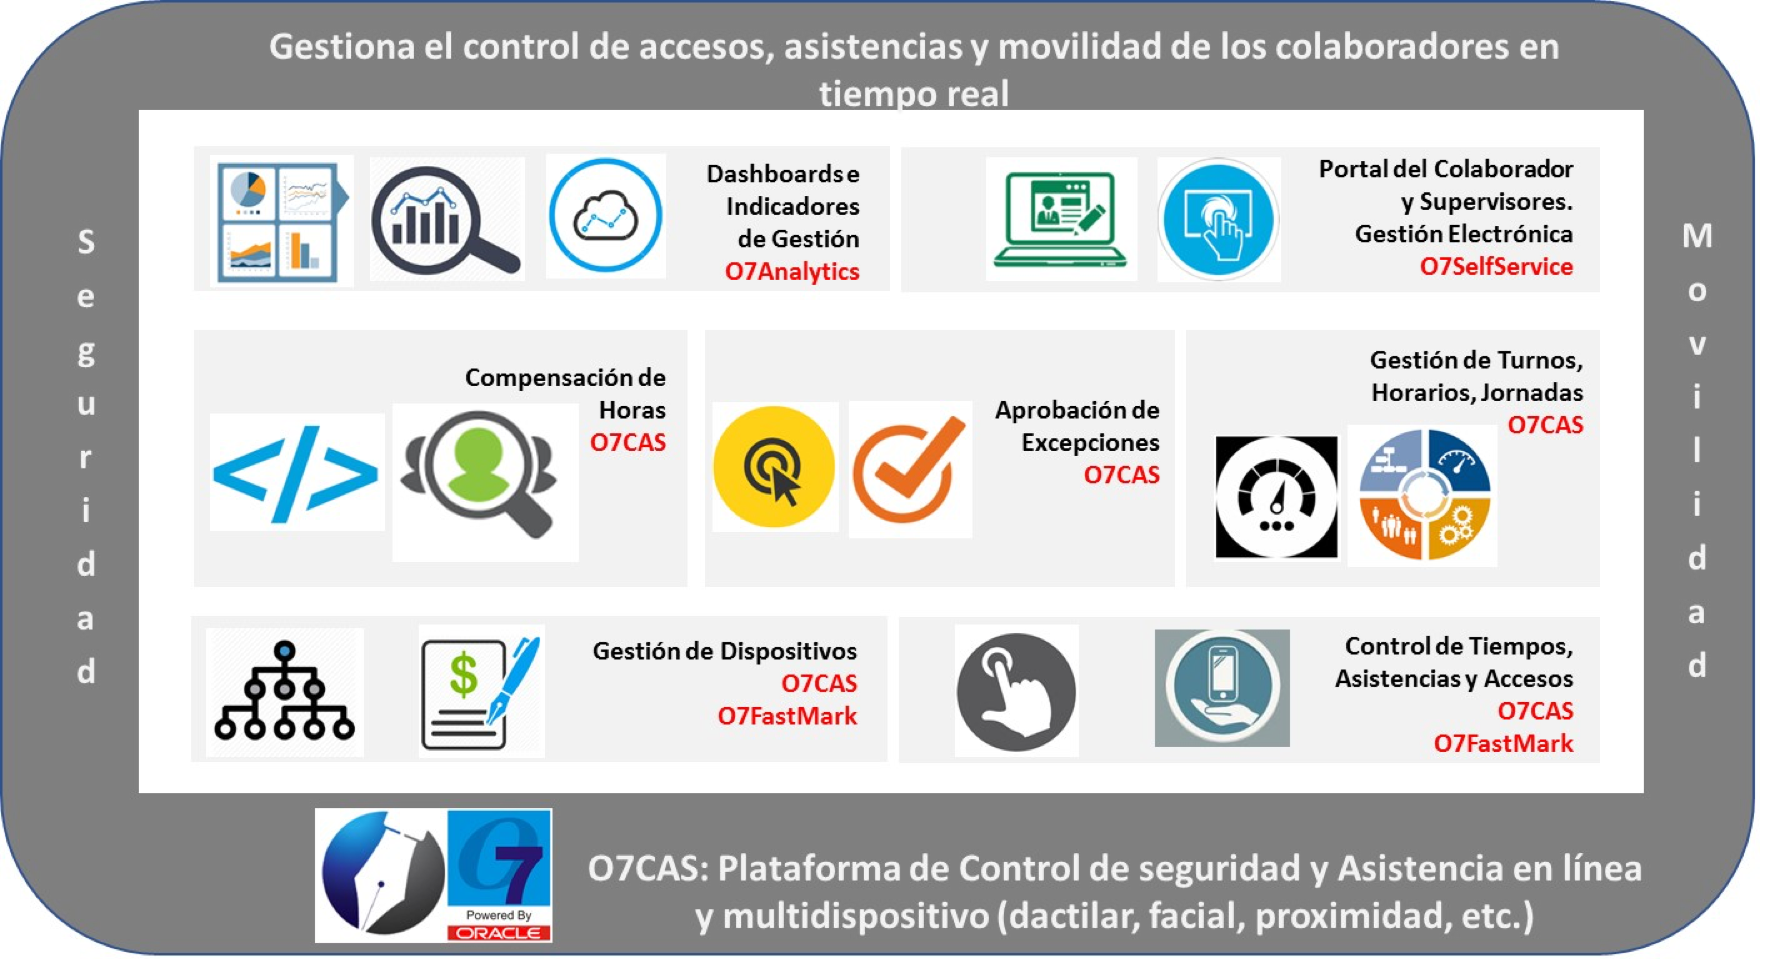 Gestiona el control de accesos, asistencias y movilidad de los colaboradores en
tiempo real
Seguridad
Dashboards e
Indicadores
de Gestión
O7Analytics
Portal del Colaborador
y Supervisores.
Gestión Electrónica
O7SelfService
Compensación de
Horas
O7CAS
Aprobación de
Excepciones
O7CAS
Gestión de Turnos,
Horarios, Jornadas
O7CAS
Gestión de Dispositivos
O7CAS
O7FastMark
Control de Tiempos,
Asistencias y Accesos
O7CAS
O7FastMark
Movilidad
O7
Powered By
ORACLE
O7CAS: Plataforma de Control de seguridad y Asistencia en línea
y multidispositivo (dactilar, facial, proximidad, etc.)